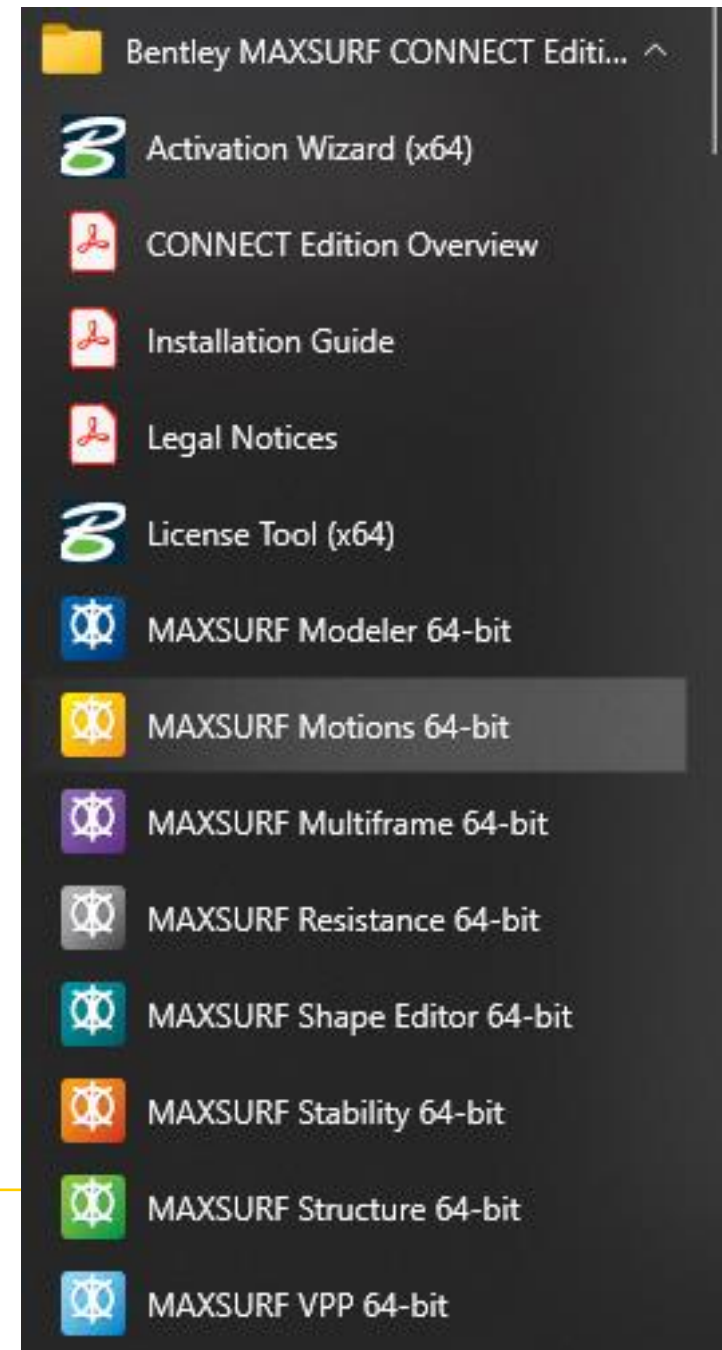 Bentley MAXSURF CONNECT Editi...
Activation Wizard (x64)
CONNECT Edition Overview
Installation Guide
Legal Notices
License Tool (x64)
MAXSURF Modeler 64-bit
MAXSURF Motions 64-bit
MAXSURF Multiframe 64-bit
MAXSURF Resistance 64-bit
MAXSURF Shape Editor 64-bit
MAXSURF Stability 64-bit
MAXSURF Structure 64-bit
MAXSURF VPP 64-bit